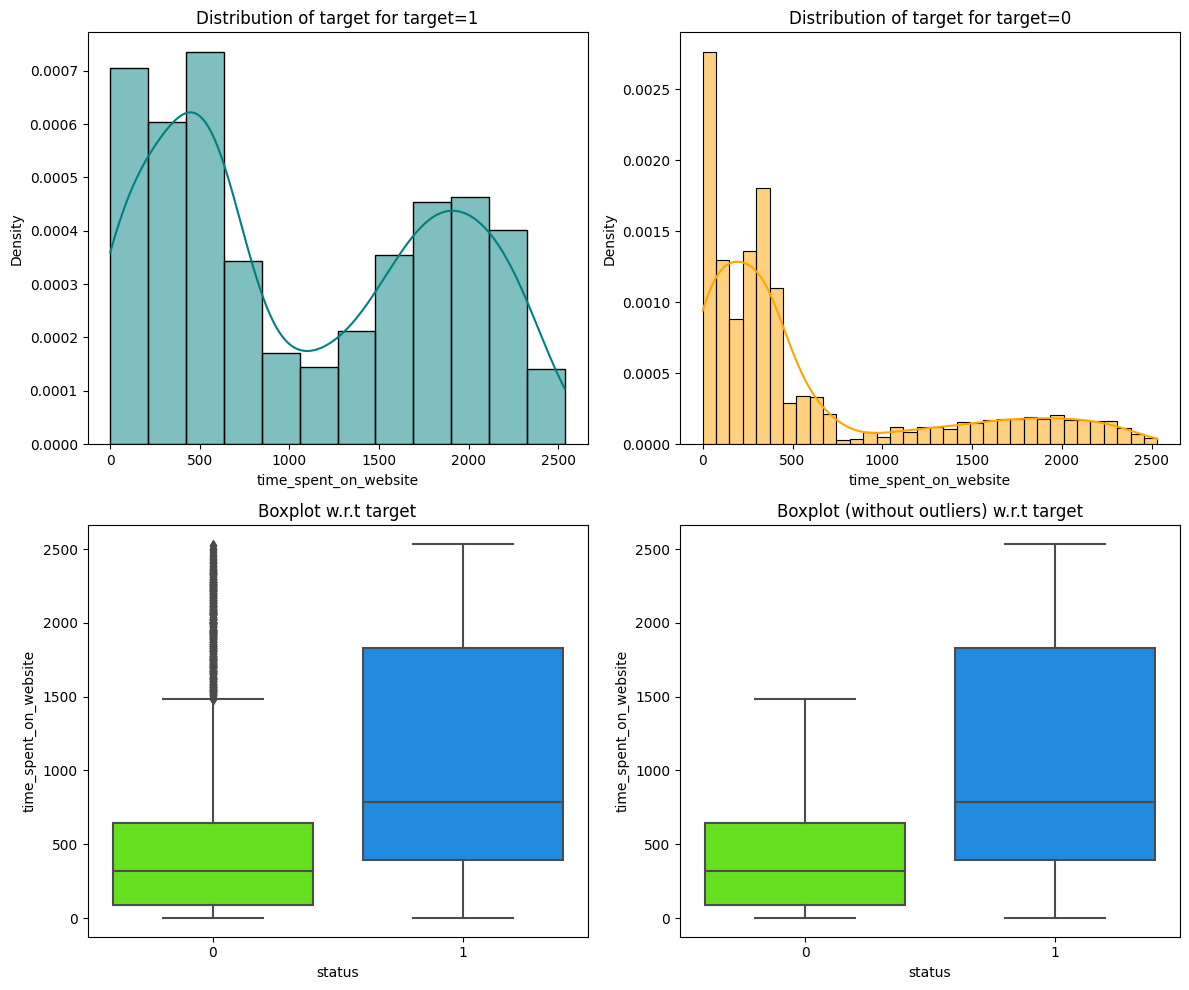 Distribution of target for target=1
Density
0.0007
0.0006
0.0005
0.0004
0.0003
0.0002
0.0001
0.0000
0 500 1000 1500 2000 2500
time_spent_on_website
Distribution of target for target=0
Density
0.0025
0.0020
0.0015
0.0010
0.0005
0.0000
0 500 1000 1500 2000 2500
time_spent_on_website
Boxplot w.r.t target
time_spent_on_website
2500
2000
1500
1000
500
0
0 1
status
Boxplot (without outliers) w.r.t target
time_spent_on_website
2500
2000
1500
1000
500
0
0 1
status